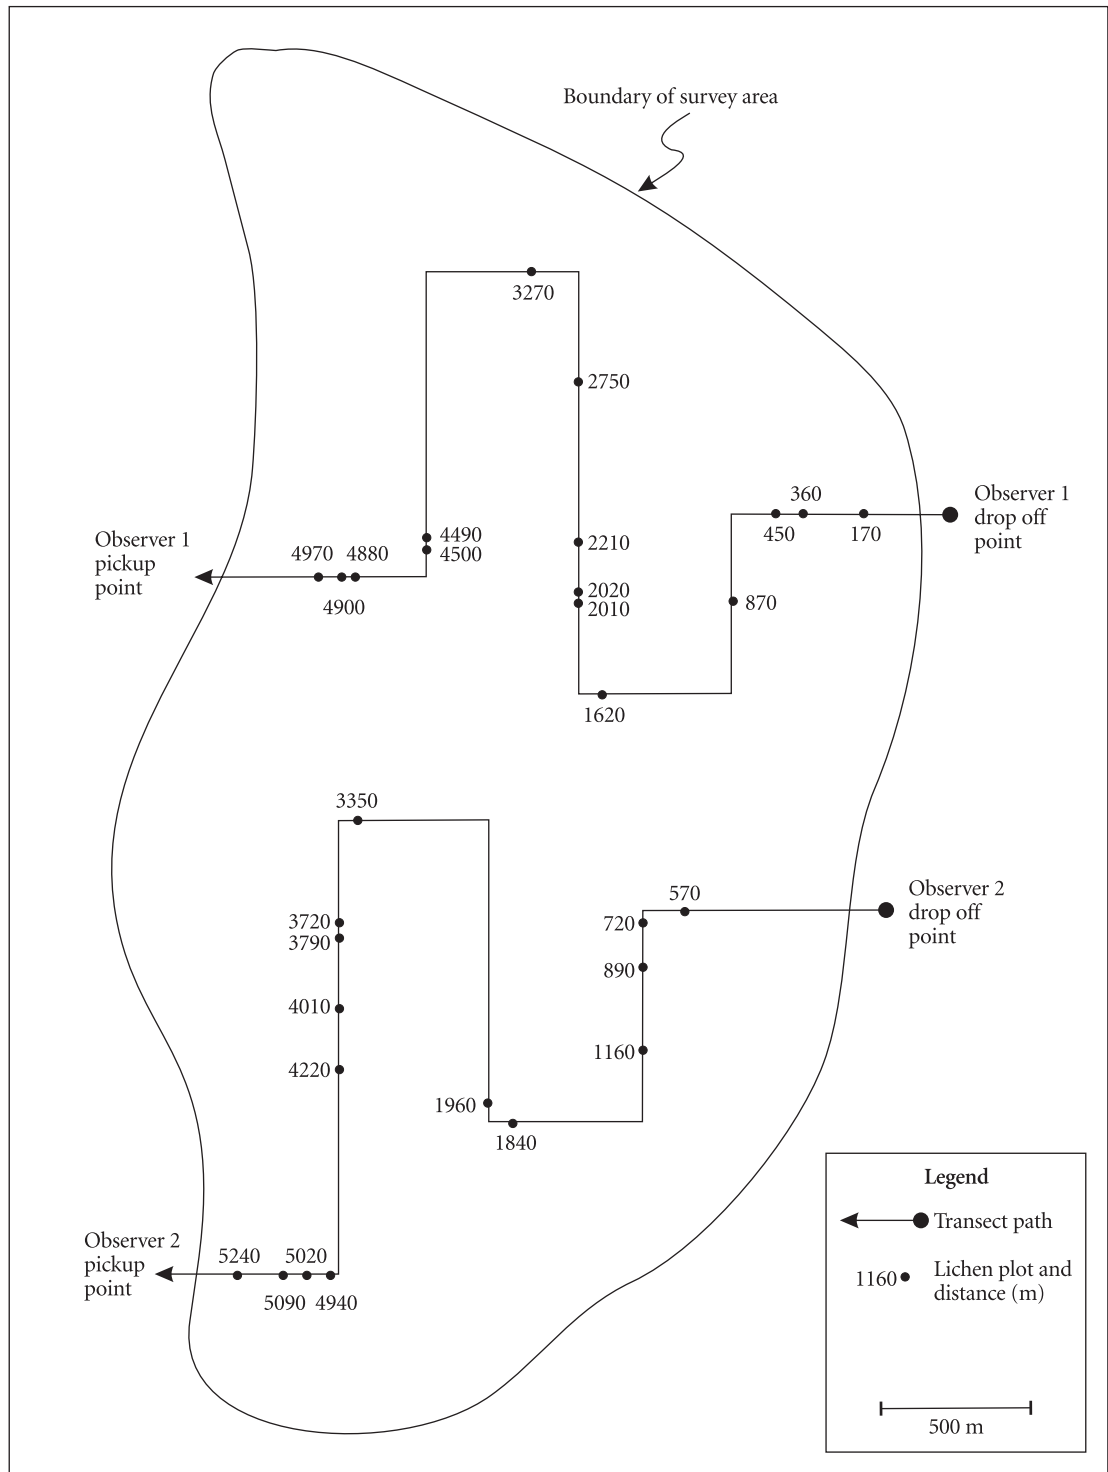 Boundary of survey area
3270
2750
360
Observer 1
drop off
point
450
170
Observer 1
pickup
point
4490
4500
4970
4880
4900
2210
2020
2010
870
1620
3350
570
Observer 2
drop off
point
3720
3790
720
890
4010
1160
4220
1960
1840
Observer 2
pickup
point
5240
5020
5090
4940
Legend
Transect path
1160
Lichen plot and
distance (m)
500 m